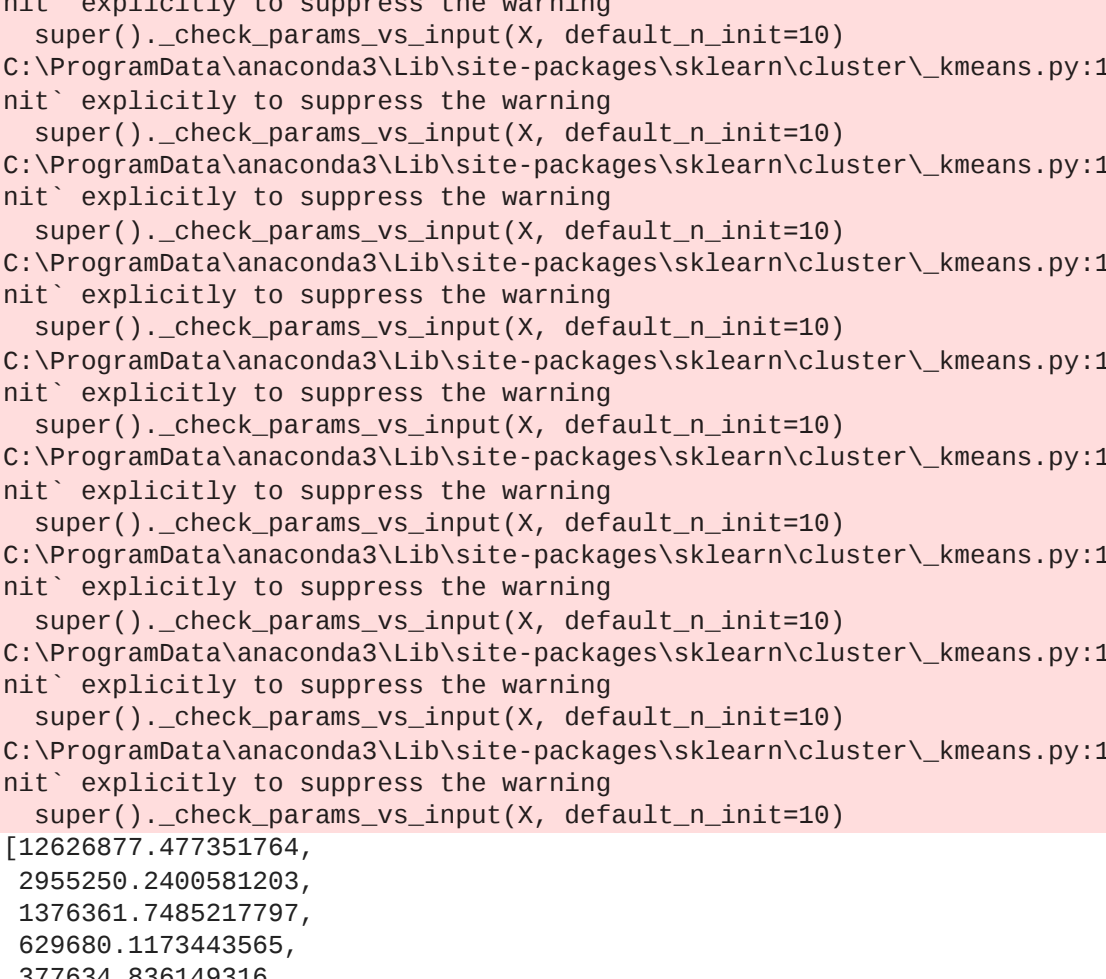 nit` explicitly to suppress the warning
  super()._check_params_vs_input(X, default_n_init=10)
C:\ProgramData\anaconda3\Lib\site-packages\sklearn\cluster\_kmeans.py:1
nit` explicitly to suppress the warning
  super()._check_params_vs_input(X, default_n_init=10)
C:\ProgramData\anaconda3\Lib\site-packages\sklearn\cluster\_kmeans.py:1
nit` explicitly to suppress the warning
  super()._check_params_vs_input(X, default_n_init=10)
C:\ProgramData\anaconda3\Lib\site-packages\sklearn\cluster\_kmeans.py:1
nit` explicitly to suppress the warning
  super()._check_params_vs_input(X, default_n_init=10)
C:\ProgramData\anaconda3\Lib\site-packages\sklearn\cluster\_kmeans.py:1
nit` explicitly to suppress the warning
  super()._check_params_vs_input(X, default_n_init=10)
C:\ProgramData\anaconda3\Lib\site-packages\sklearn\cluster\_kmeans.py:1
nit` explicitly to suppress the warning
  super()._check_params_vs_input(X, default_n_init=10)
C:\ProgramData\anaconda3\Lib\site-packages\sklearn\cluster\_kmeans.py:1
nit` explicitly to suppress the warning
  super()._check_params_vs_input(X, default_n_init=10)
C:\ProgramData\anaconda3\Lib\site-packages\sklearn\cluster\_kmeans.py:1
nit` explicitly to suppress the warning
  super()._check_params_vs_input(X, default_n_init=10)
C:\ProgramData\anaconda3\Lib\site-packages\sklearn\cluster\_kmeans.py:1
nit` explicitly to suppress the warning
  super()._check_params_vs_input(X, default_n_init=10)
[12626877.477351764,
 2955250.2400581203,
 1376361.7485217797,
 629680.1173443565,
 377634.836149316